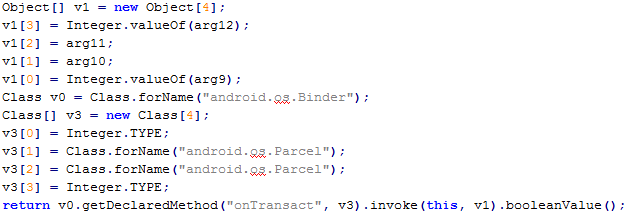 Object[] v1 = new Object[4];
v1[3] = Integer.valueOf(arg12);
v1[2] = arg11;
v1[1] = arg10;
v1[0] = Integer.valueOf(arg9);
Class v0 = Class.forName("android.os.Binder");
Class[] v3 = new Class[4];
v3[0] = Integer.TYPE;
v3[1] = Class.forName("android.os.Parcel");
v3[2] = Class.forName("android.os.Parcel");
v3[3] = Integer.TYPE;
return v0.getDeclaredMethod("onTransact", v3).invoke(this, v1).booleanValue();